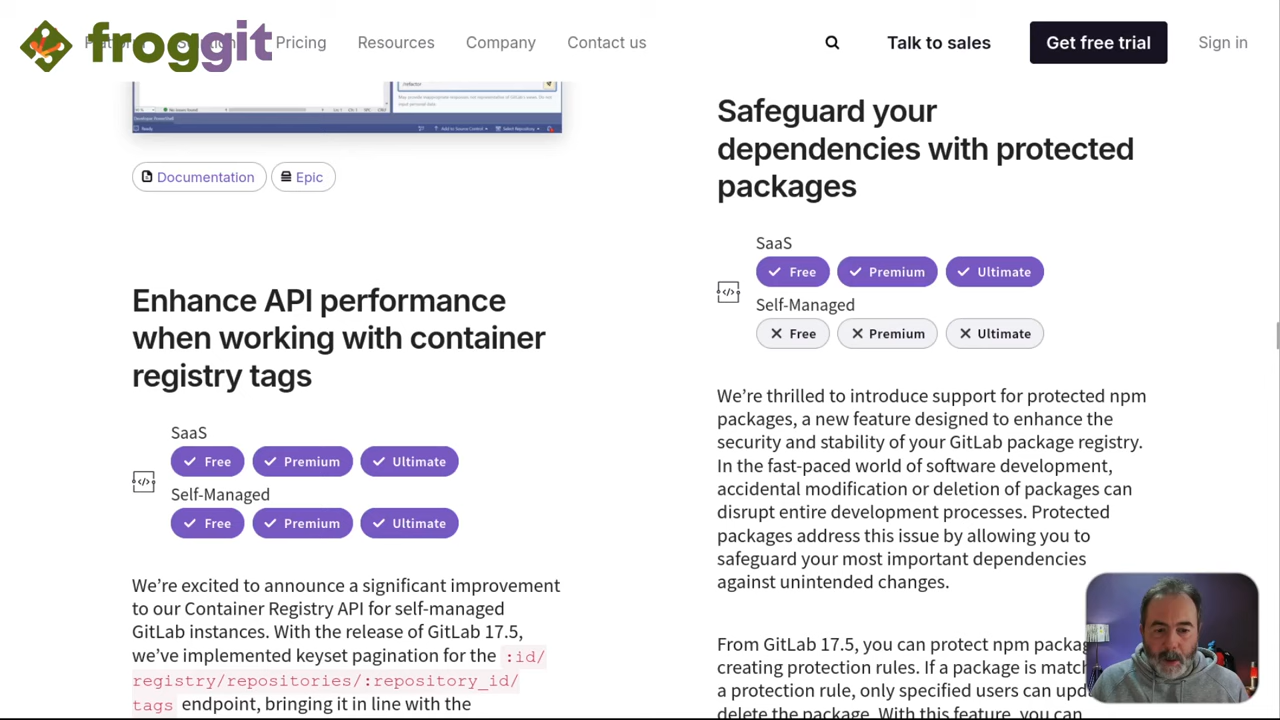 froggit
Pricing
Resources
Company
Contact us
Talk to sales
Get free trial
Sign in
Documentation
Epic
Enhance API performance
when working with container
registry tags
SaaS
Free
Premium
Ultimate
Self-Managed
Free
Premium
Ultimate
We're excited to announce a significant improvement
to our Container Registry API for self-managed
GitLab instances. With the release of GitLab 17.5,
we've implemented keyset pagination for the :id/
registry/repositories/:repository_id/
tags endpoint, bringing it in line with the
Safeguard your
dependencies with protected
packages
SaaS
Free
Premium
Ultimate
Self-Managed
Free
Premium
Ultimate
We're thrilled to introduce support for protected npm
packages, a new feature designed to enhance the
security and stability of your GitLab package registry.
In the fast-paced world of software development,
accidental modification or deletion of packages can
disrupt entire development processes. Protected
packages address this issue by allowing you to
safeguard your most important dependencies
against unintended changes.
From GitLab 17.5, you can protect npm
creating protection rules. If a package is
a protection rule, only specified users can
delete the package. With this feature, you can